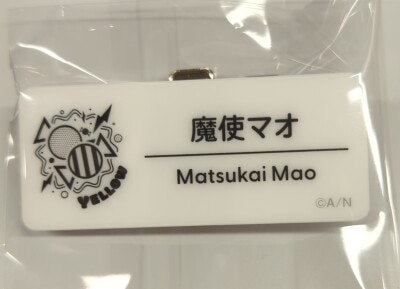 YELLOW
魔使マオ
Matsukai Mao
©A/N